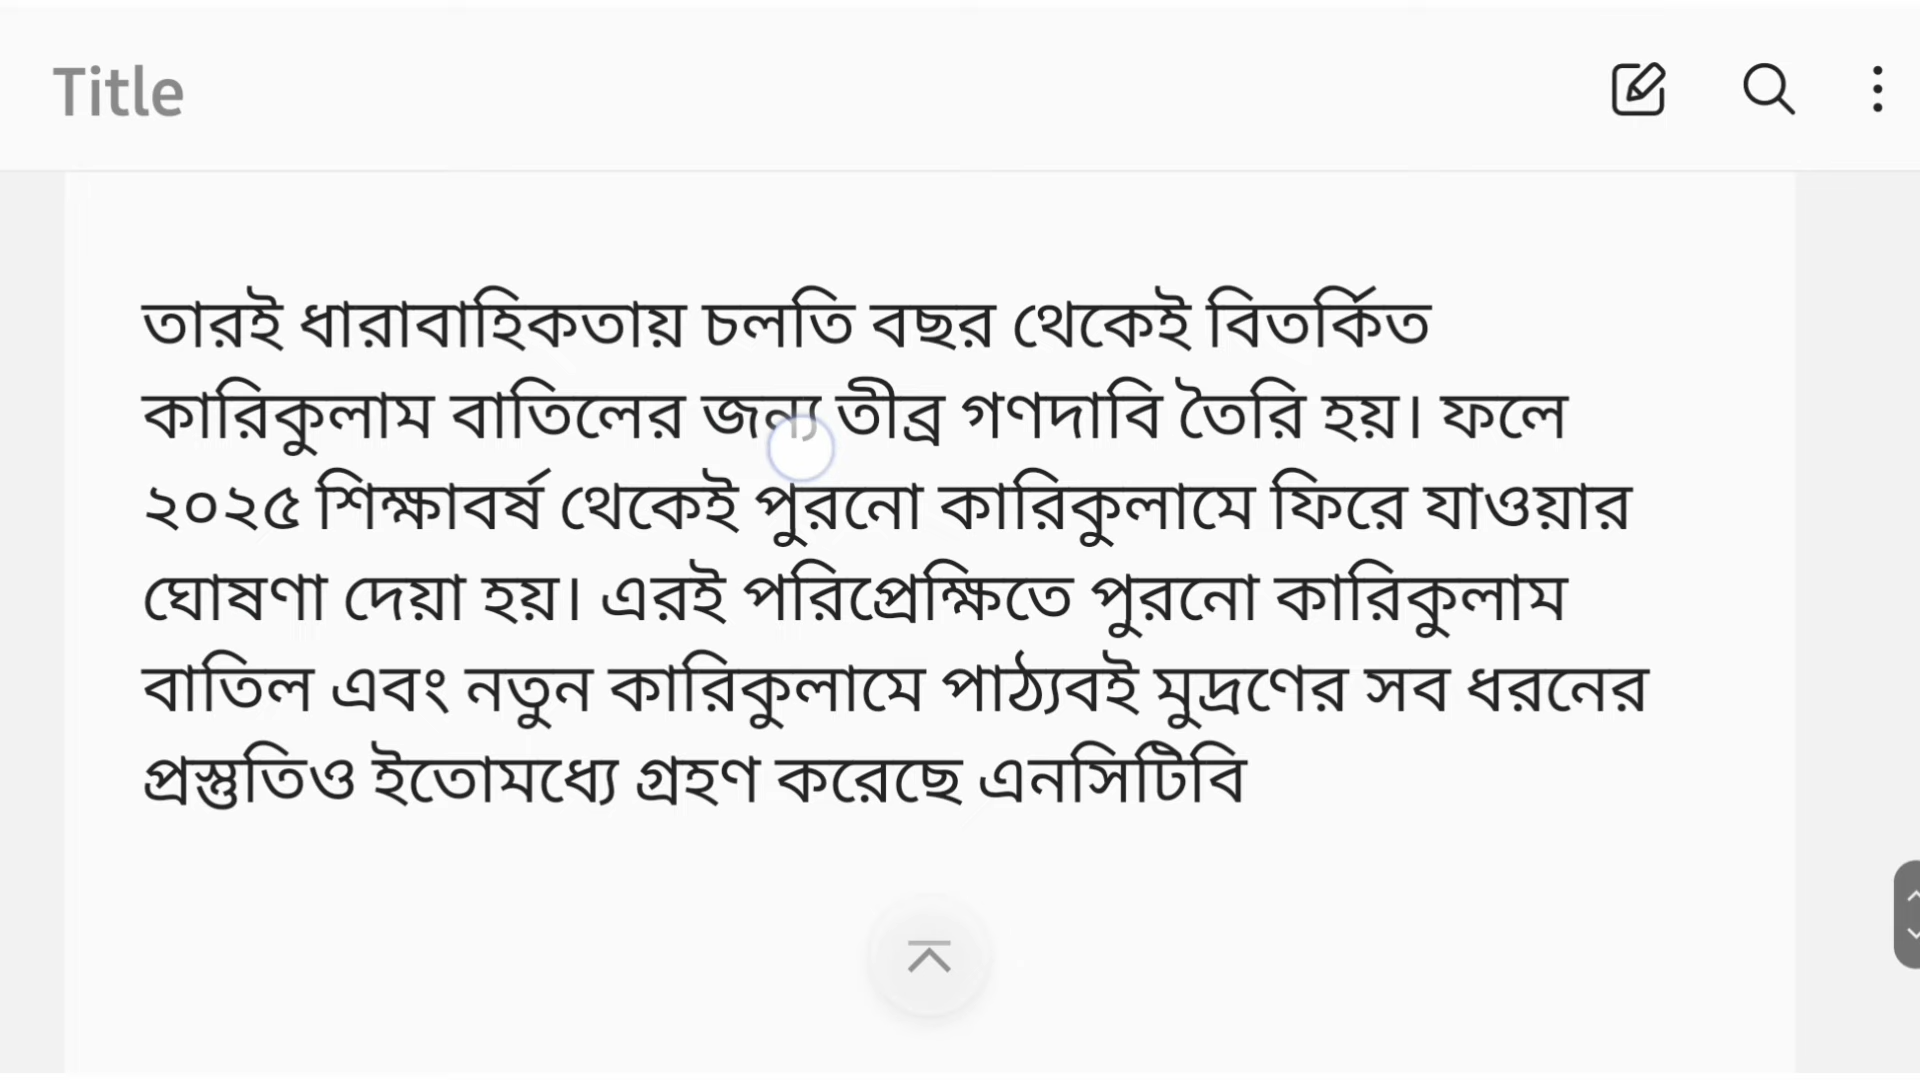 Title
তারই ধারাবাহিকতায় চলতি বছর থেকেই বিতর্কিত
কারিকুলাম বাতিলের জন্য তীব্র গণদাবি তৈরি হয়। ফলে
২০২৫ শিক্ষাবর্ষ থেকেই পুরনো কারিকুলামে ফিরে যাওয়ার
ঘোষণা দেয়া হয়। এরই পরিপ্রেক্ষিতে পুরনো কারিকুলাম
বাতিল এবং নতুন কারিকুলামে পাঠ্যবই মুদ্রণের সব ধরনের
প্রস্তুতিও ইতোমধ্যে গ্রহণ করেছে এনসিটিবি